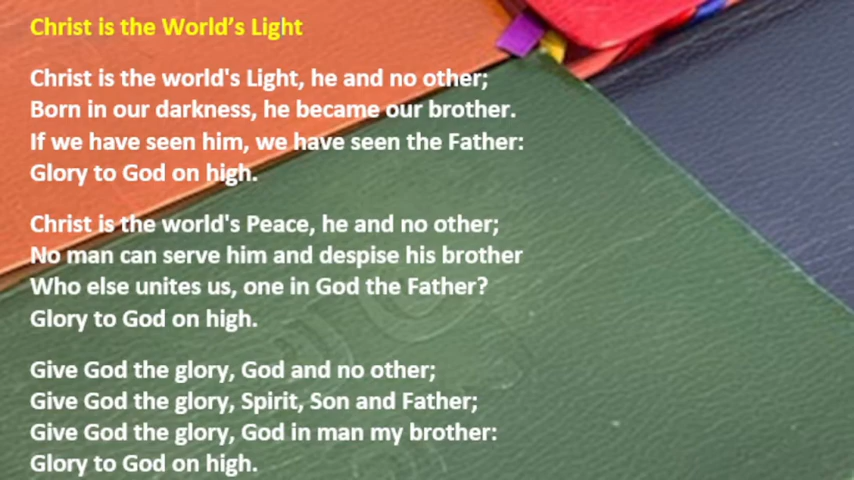 Christ is the World’s Light
Christ is the world's Light, he and no other;
Born in our darkness, he became our brother.
If we have seen him, we have seen the Father:
Glory to God on high.
Christ is the world's Peace, he and no other;
No man can serve him and despise his brother
Who else unites us, one in God the Father?
Glory to God on high.
Give God the glory, God and no other;
Give God the glory, Spirit, Son and Father;
Give God the glory, God in man my brother:
Glory to God on high.